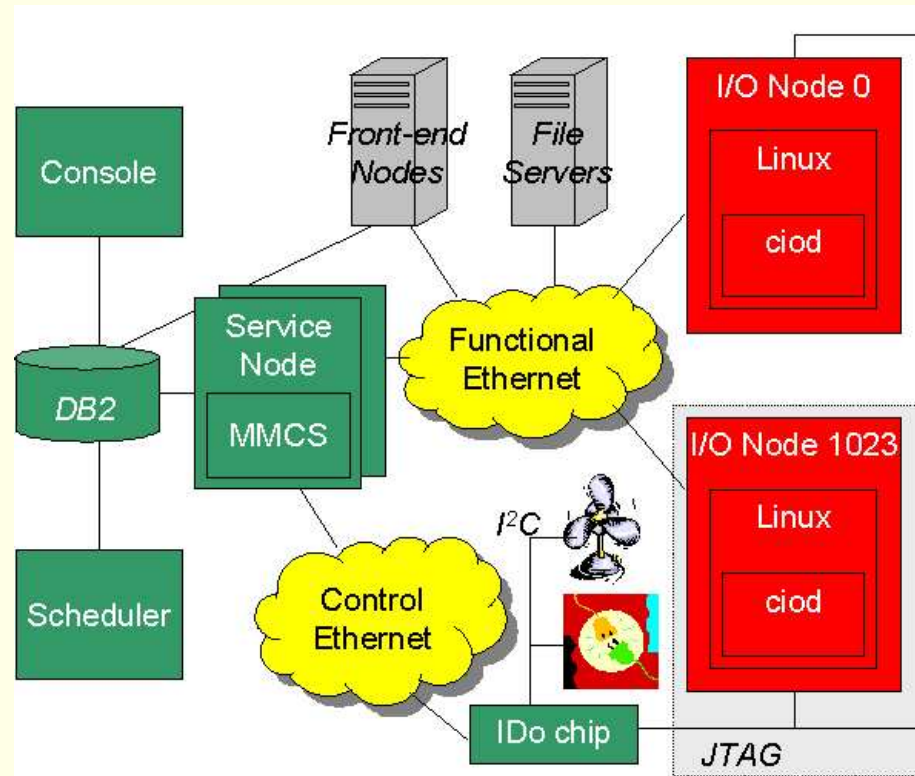 I/O Node 0
Linux
ciod
Front-end
Nodes
File
Servers
Console
Service
Node
MMCS
Functional
Ethernet
DB2
I/O Node 1023
Linux
ciod
I²C
Scheduler
Control
Ethernet
IDo chip
JTAG